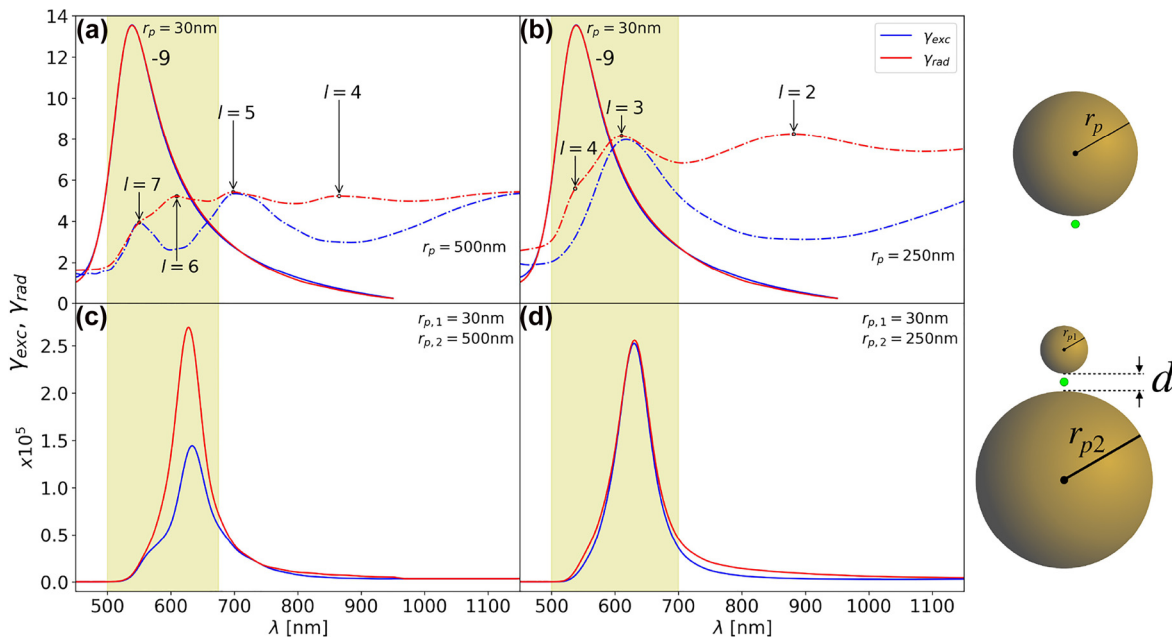 (a)
r_p = 30nm
-9
l = 4
l = 5
l = 7
l = 6
r_p = 500nm
14
12
10
8
6
4
2
0
(b)
r_p = 30nm
-9
γ_exc
γ_rad
l = 2
l = 3
l = 4
r_p = 250nm
γ_exc, γ_rad
x10^5
(c)
r_p,1 = 30nm
r_p,2 = 500nm
2.5
2.0
1.5
1.0
0.5
0.0
500 600 700 800 900 1000 1100
λ [nm]
(d)
r_p,1 = 30nm
r_p,2 = 250nm
500 600 700 800 900 1000 1100
λ [nm]
r_p
r_p1
d
r_p2